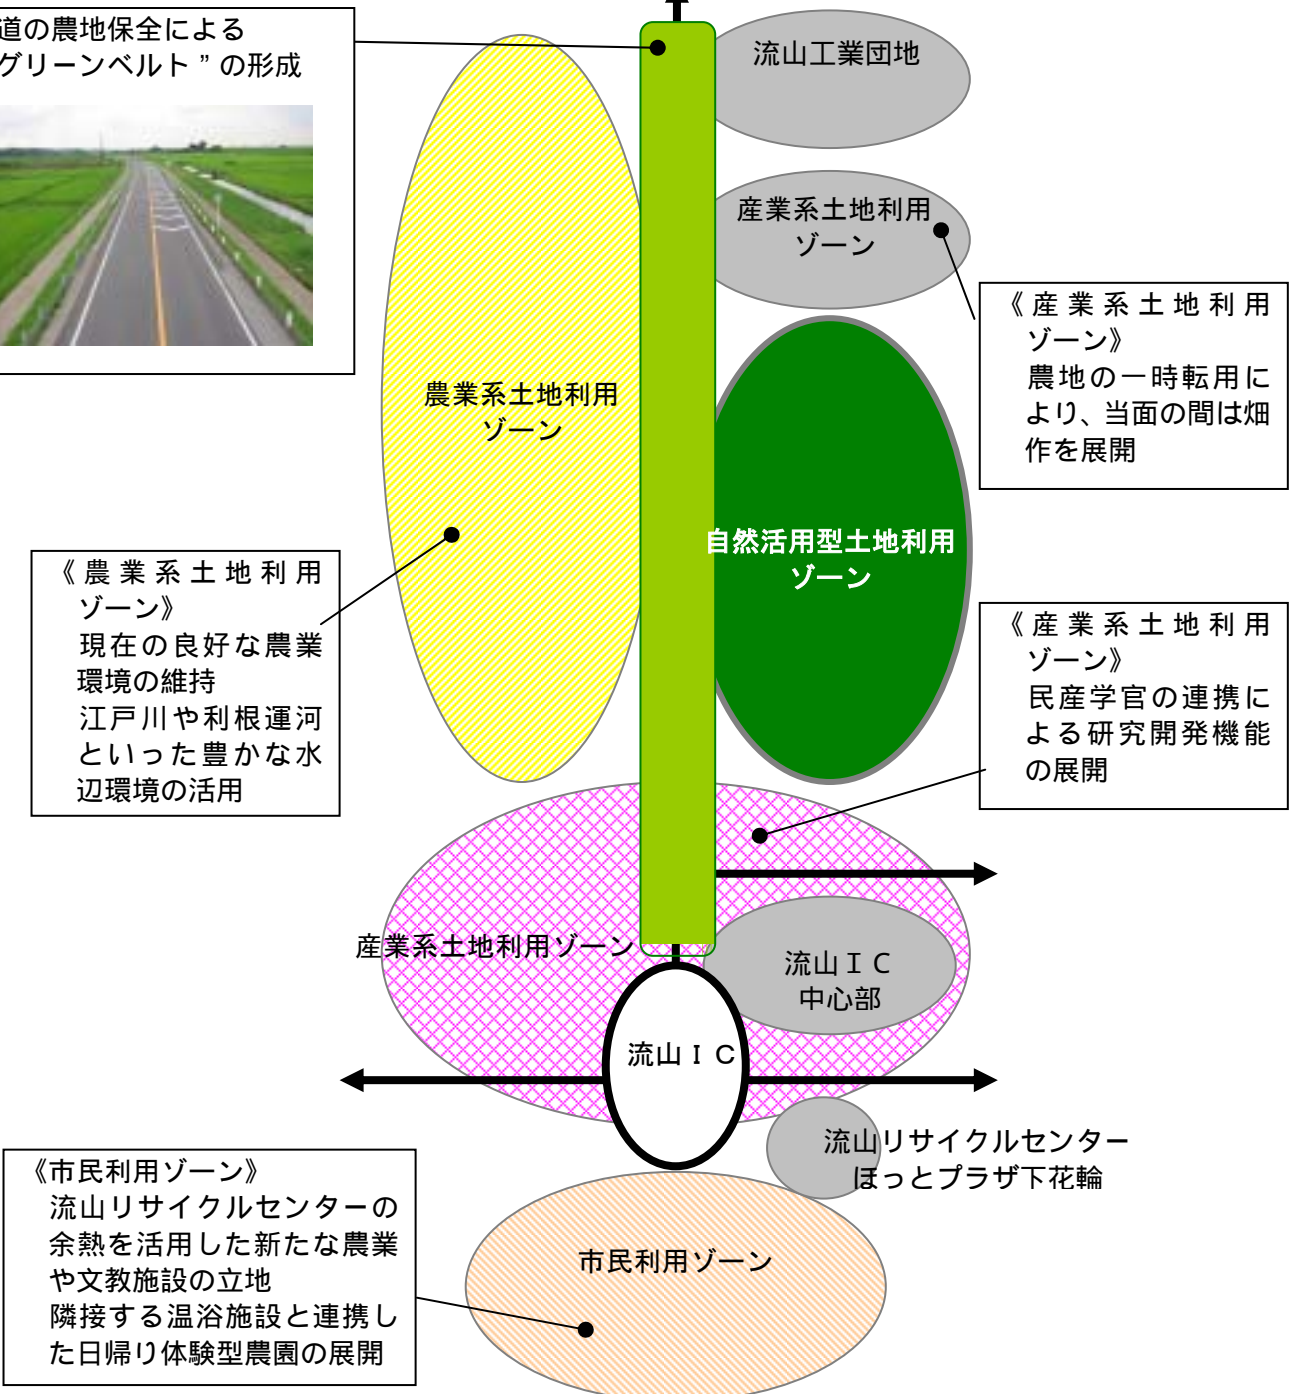 道の農地保全による
グリーンベルト”の形成
流山工業団地
産業系土地利用
ゾーン
《産業系土地利用
ゾーン》
農地の一時転用に
より、当面の間は畑
作を展開
農業系土地利用
ゾーン
自然活用型土地利用
ゾーン
《農業系土地利用
ゾーン》
現在の良好な農業
環境の維持
江戸川や利根運河
といった豊かな水
辺環境の活用
《産業系土地利用
ゾーン》
民産学官の連携に
よる研究開発機能
の展開
産業系土地利用ゾーン
流山ＩＣ
中心部
流山ＩＣ
流山リサイクルセンター
ほっとプラザ下花輪
《市民利用ゾーン》
流山リサイクルセンターの
余熱を活用した新たな農業
や文教施設の立地
隣接する温浴施設と連携し
た日帰り体験型農園の展開
市民利用ゾーン